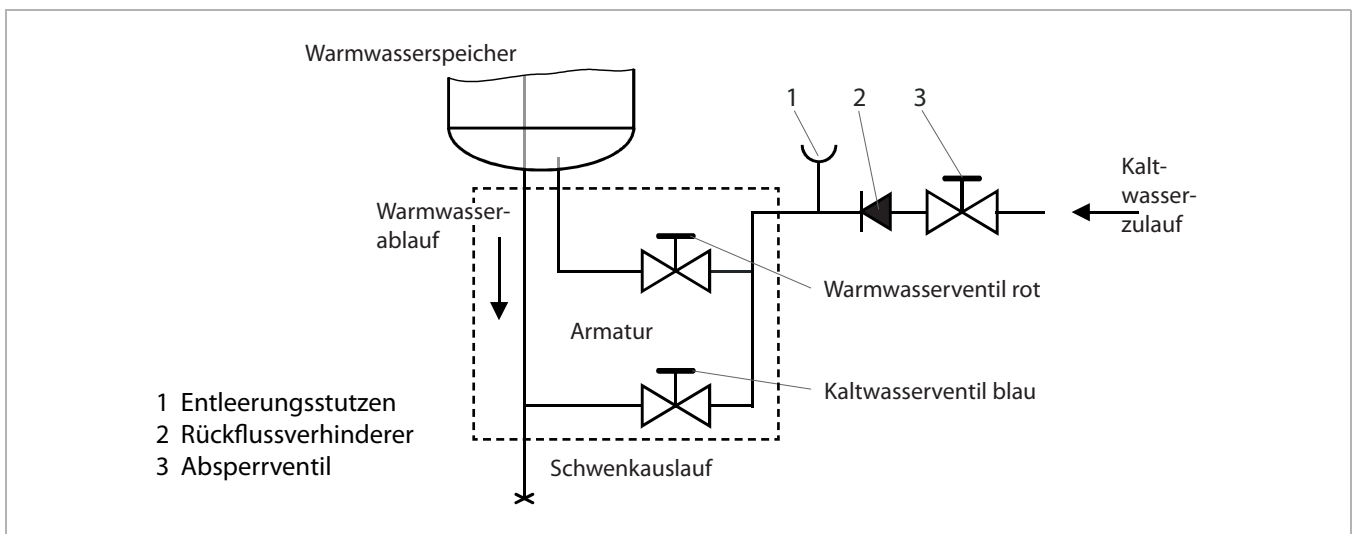 Warmwasserspeicher
1 2 3
Kalt-
wasser-
zulauf
Warmwasser-
ablauf
Warmwasserventil rot
Armatur
Kaltwasserventil blau
1 Entleerungsstutzen
2 Rückflussverhinderer
3 Absperrventil
Schwenkauslauf